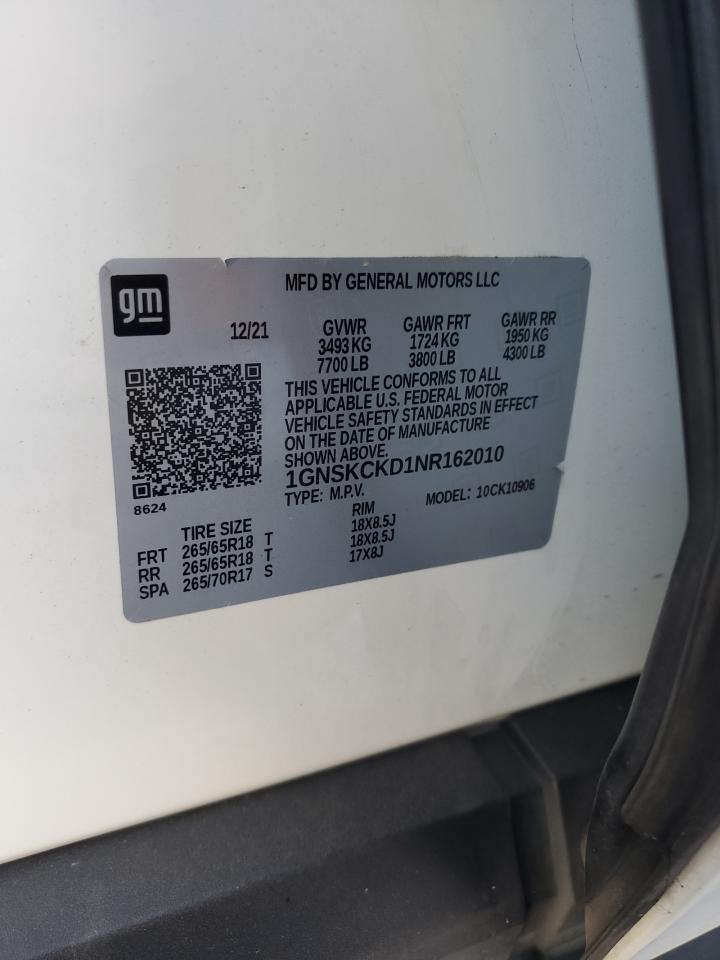 gm
MFD BY GENERAL MOTORS LLC
12/21 GVWR GAWR FRT GAWR RR
3493 KG 1724 KG 1950 KG
7700 LB 3800 LB 4300 LB
THIS VEHICLE CONFORMS TO ALL
APPLICABLE U.S. FEDERAL MOTOR
VEHICLE SAFETY STANDARDS IN EFFECT
ON THE DATE OF MANUFACTURE
SHOWN ABOVE.
1GNSKCKD1NR162010
TYPE: M.P.V. MODEL: 10CK10906
8624
TIRE SIZE RIM
FRT 265/65R18 T 18X8.5J
RR 265/65R18 T 18X8.5J
SPA 265/70R17 S 17X8J